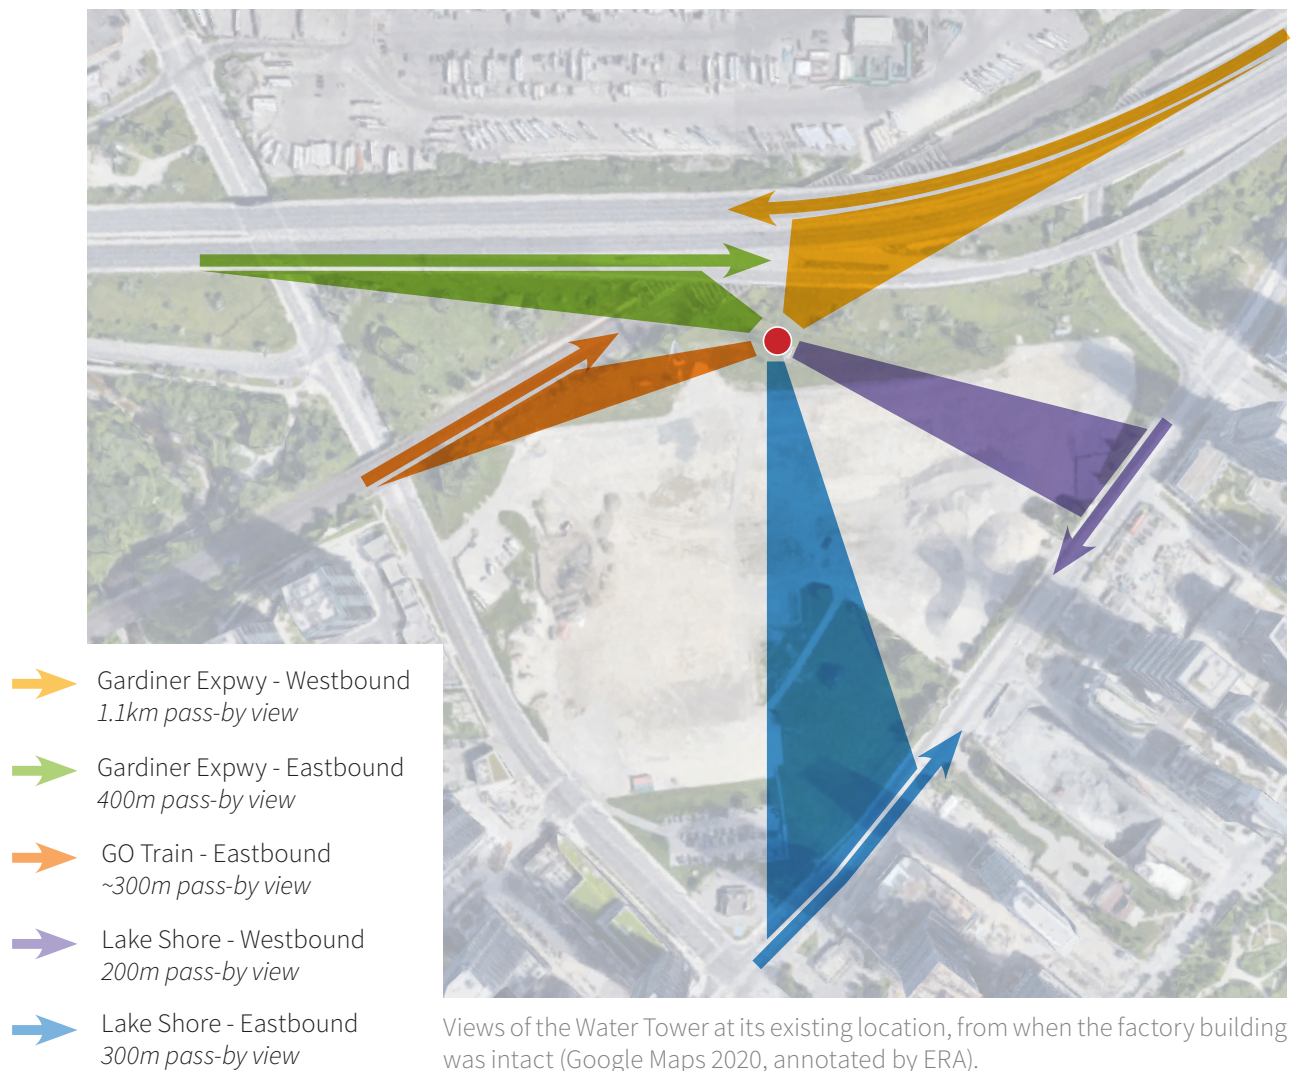 Gardiner Expwy - Westbound
1.1km pass-by view
Gardiner Expwy - Eastbound
400m pass-by view
GO Train - Eastbound
~300m pass-by view
Lake Shore - Westbound
200m pass-by view
Lake Shore - Eastbound
300m pass-by view
Views of the Water Tower at its existing location, from when the factory building
was intact (Google Maps 2020, annotated by ERA).